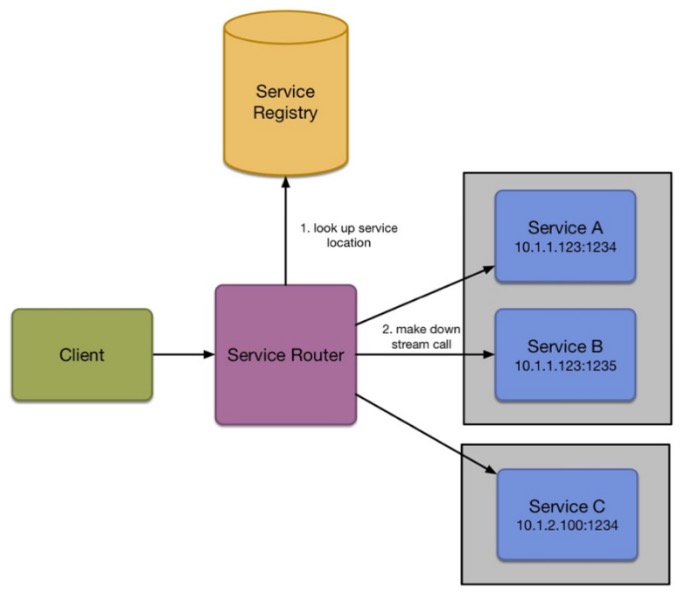 Service
Registry
1. look up service
location
Client
Service Router
2. make down
stream call
Service A
10.1.1.123:1234
Service B
10.1.1.123:1235
Service C
10.1.2.100:1234